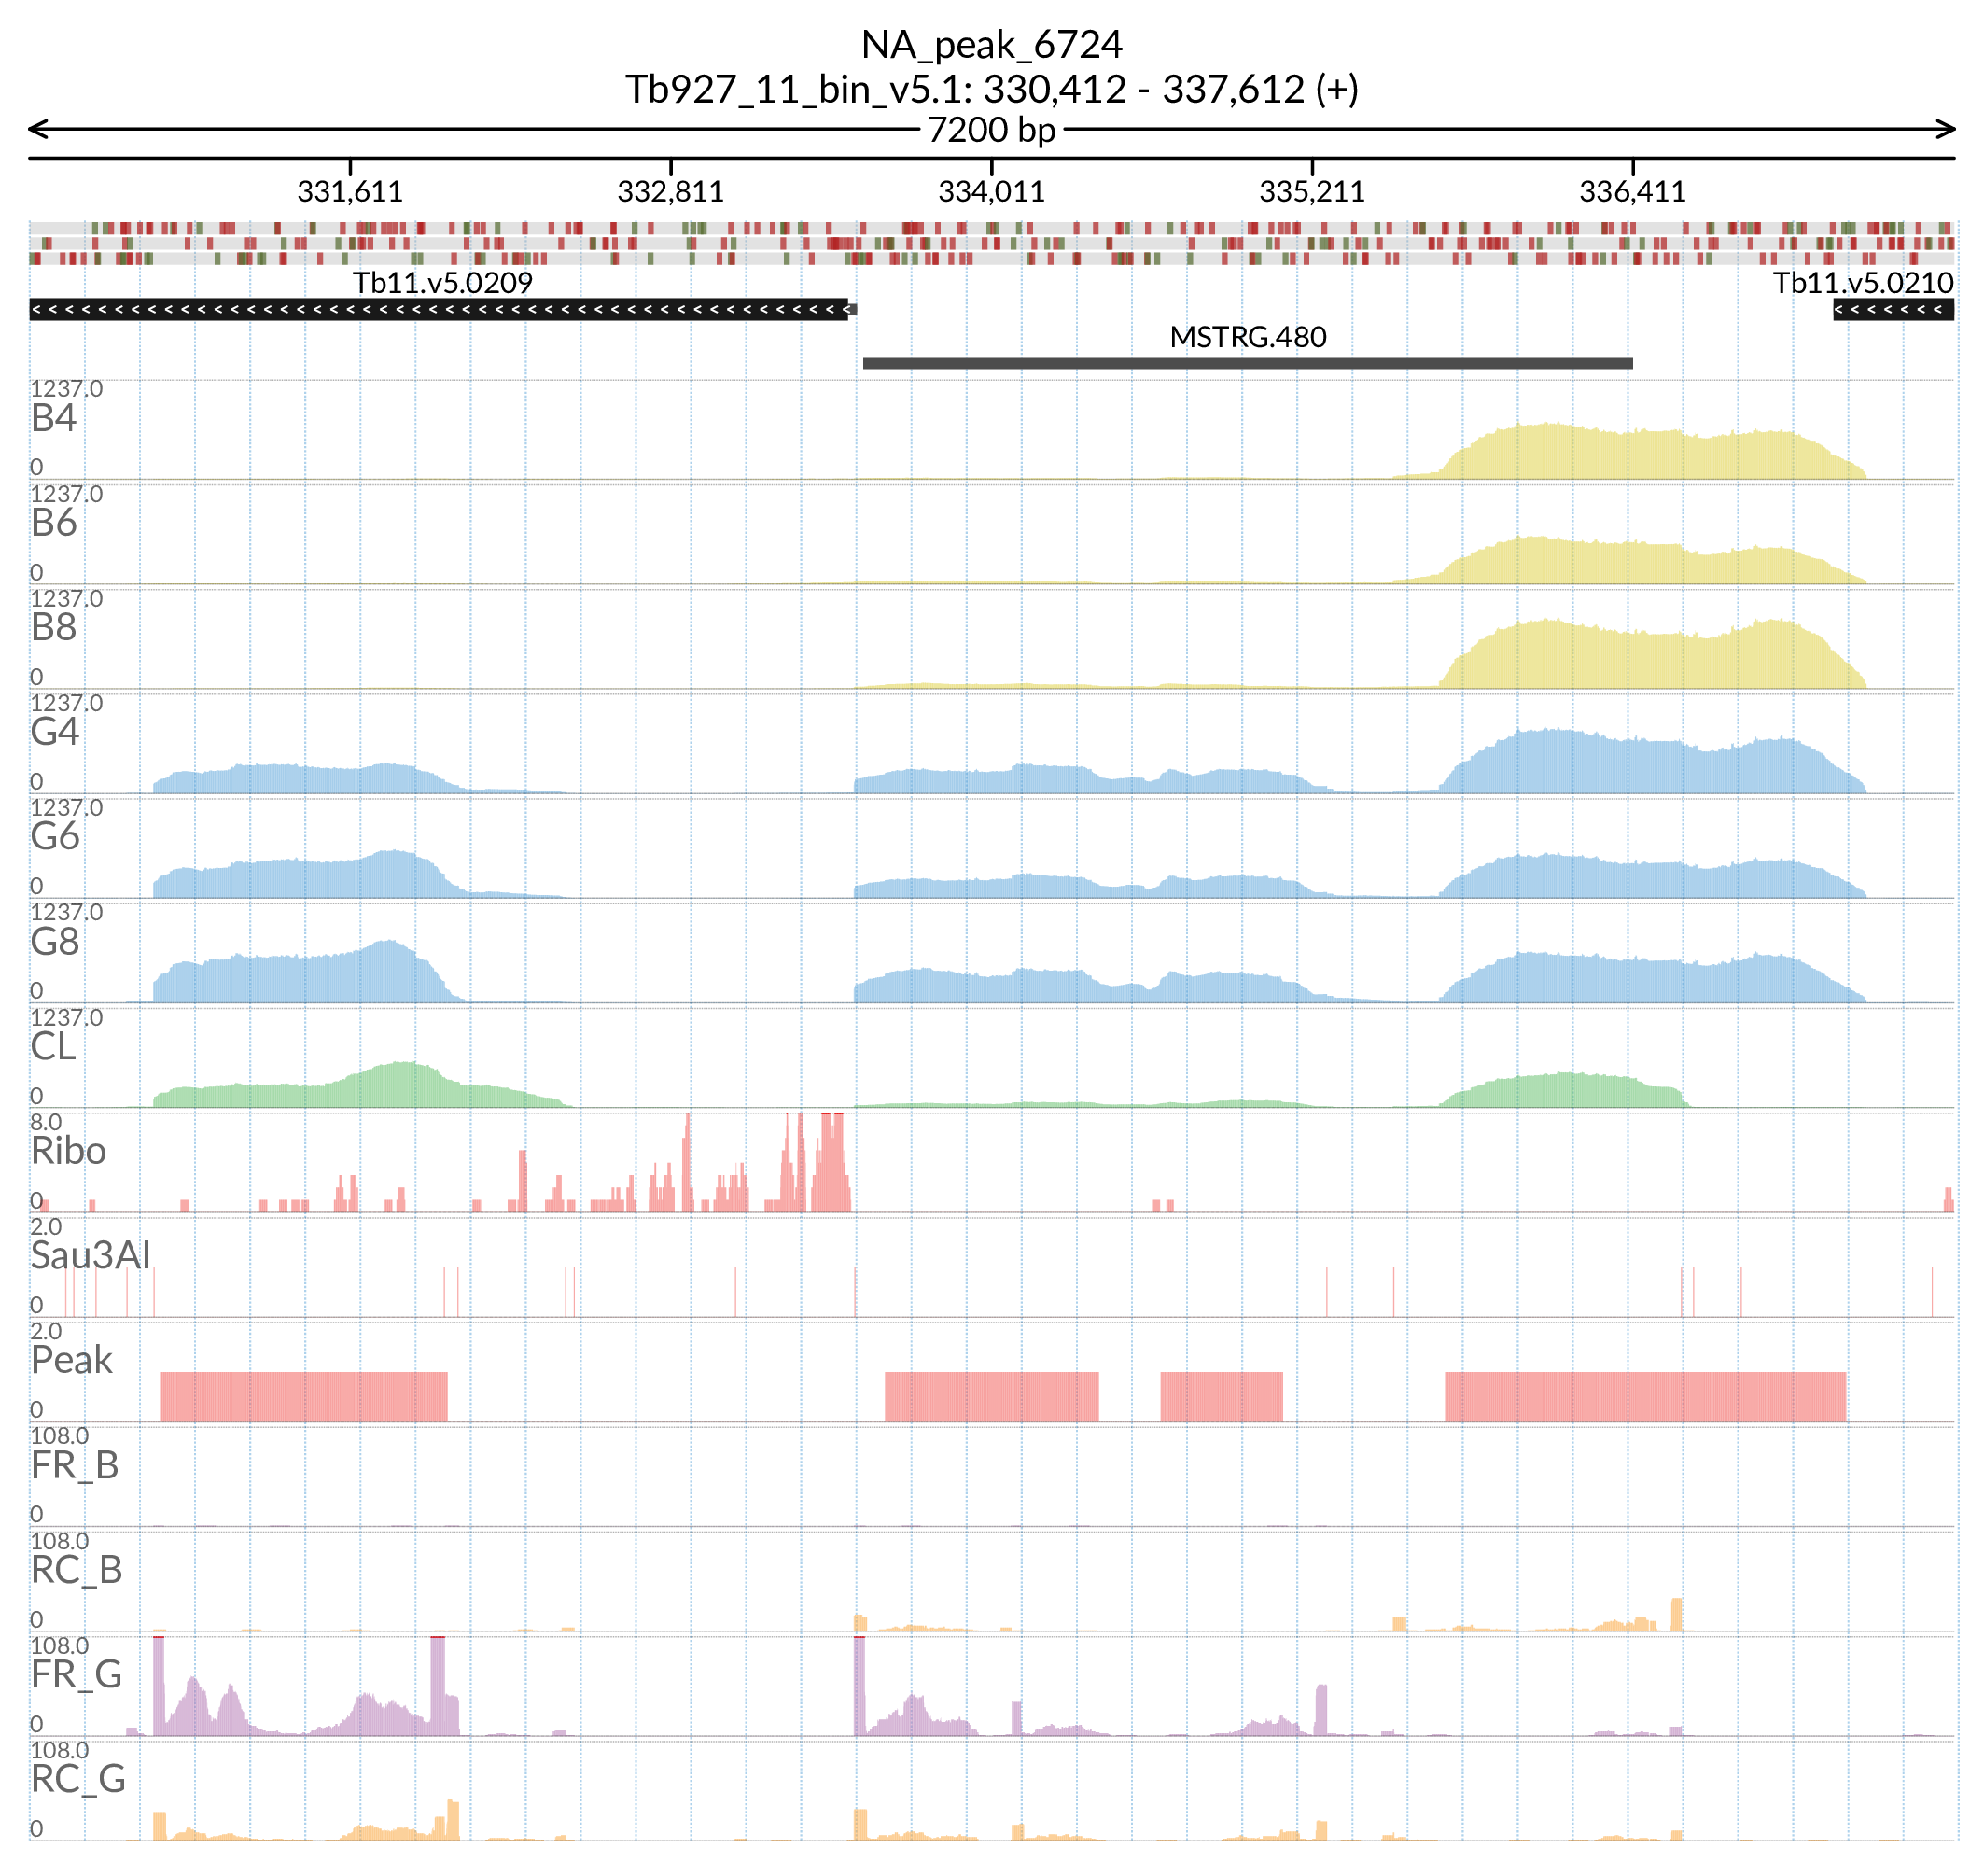 NA_peak_6724
Tb927_11_bin_v5.1: 330,412 - 337,612 (+)
7200 bp
331,611 332,811 334,011 335,211 336,411
Tb11.v5.0209 Tb11.v5.0210
MSTRG.480
1237.0
B4
0
1237.0
B6
0
1237.0
B8
0
1237.0
G4
0
1237.0
G6
0
1237.0
G8
0
1237.0
CL
0
8.0
Ribo
0
2.0
Sau3AI
0
2.0
Peak
0
108.0
FR_B
0
108.0
RC_B
0
108.0
FR_G
0
108.0
RC_G
0